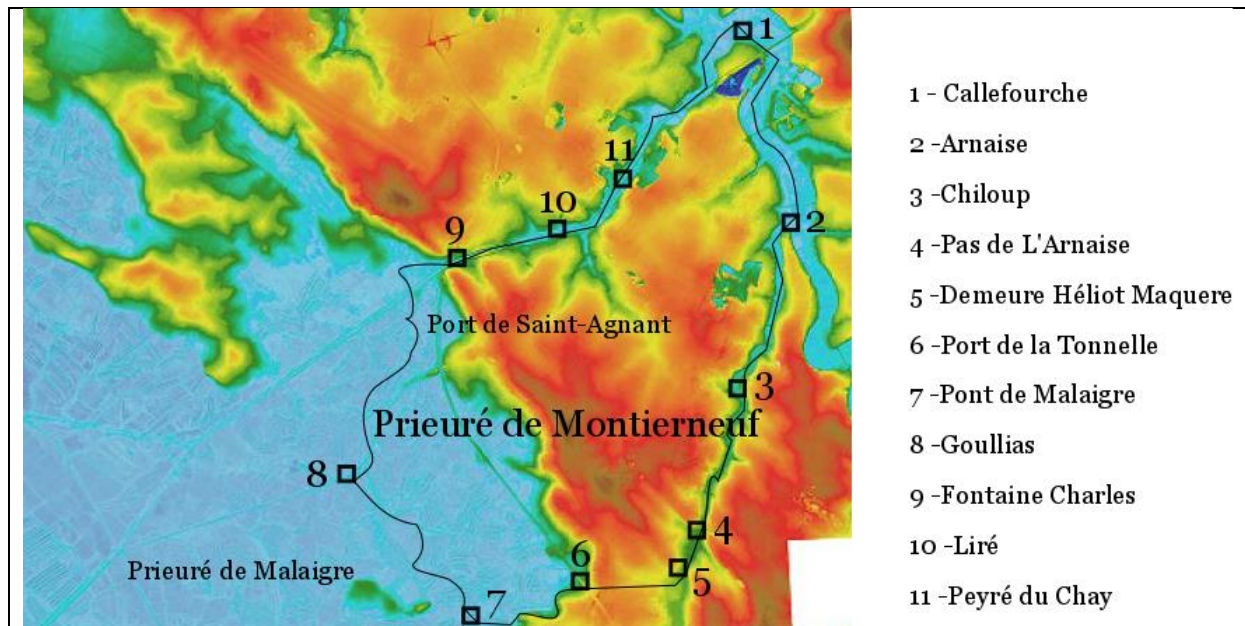 1
11
10
2
9
Port de Saint-Agnant
3
Prieuré de Montierneuf
8
4
6
5
Prieuré de Malaigre
7
1 - Callefourche
2 -Arnaise
3 -Chiloup
4 -Pas de L'Arnaise
5 -Demeure Héliot Maquere
6 -Port de la Tonnelle
7 -Pont de Malaigre
8 -Goullias
9 -Fontaine Charles
10 -Liré
11 -Peyré du Chay